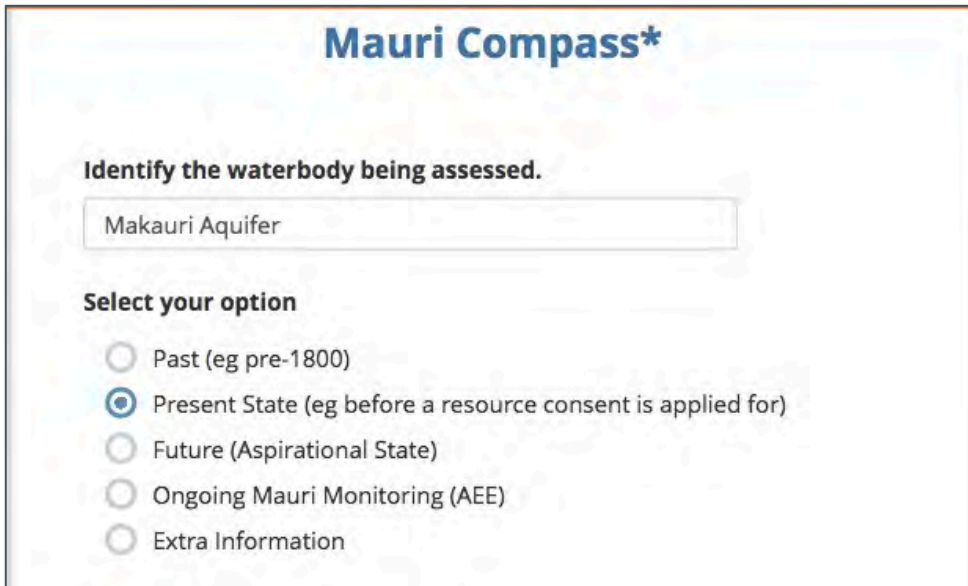 Mauri Compass*
Identify the waterbody being assessed.
Makauri Aquifer
Select your option
Past (eg pre-1800)
Present State (eg before a resource consent is applied for)
Future (Aspirational State)
Ongoing Mauri Monitoring (AEE)
Extra Information